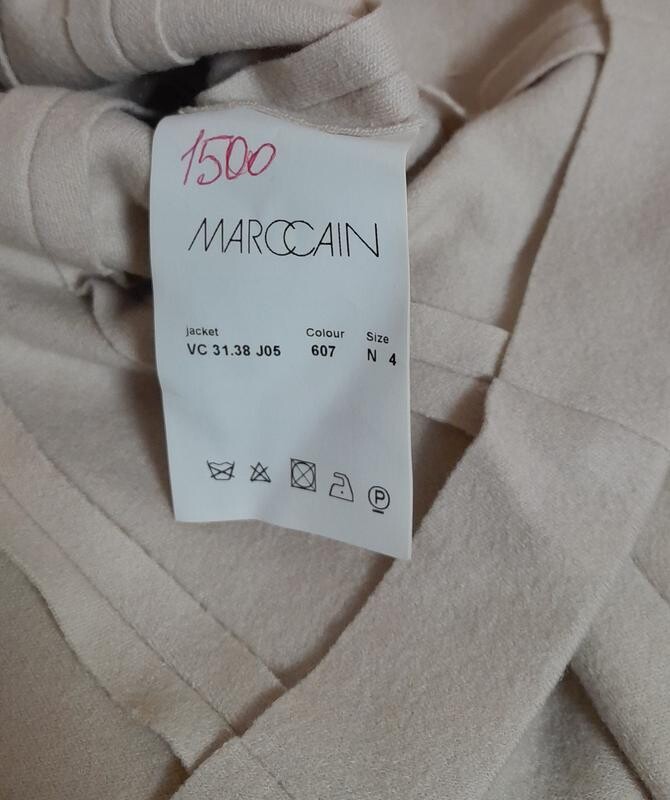 1500
MARCCAIN
jacket Colour Size
VC 31.38 J05 607 N 4
P